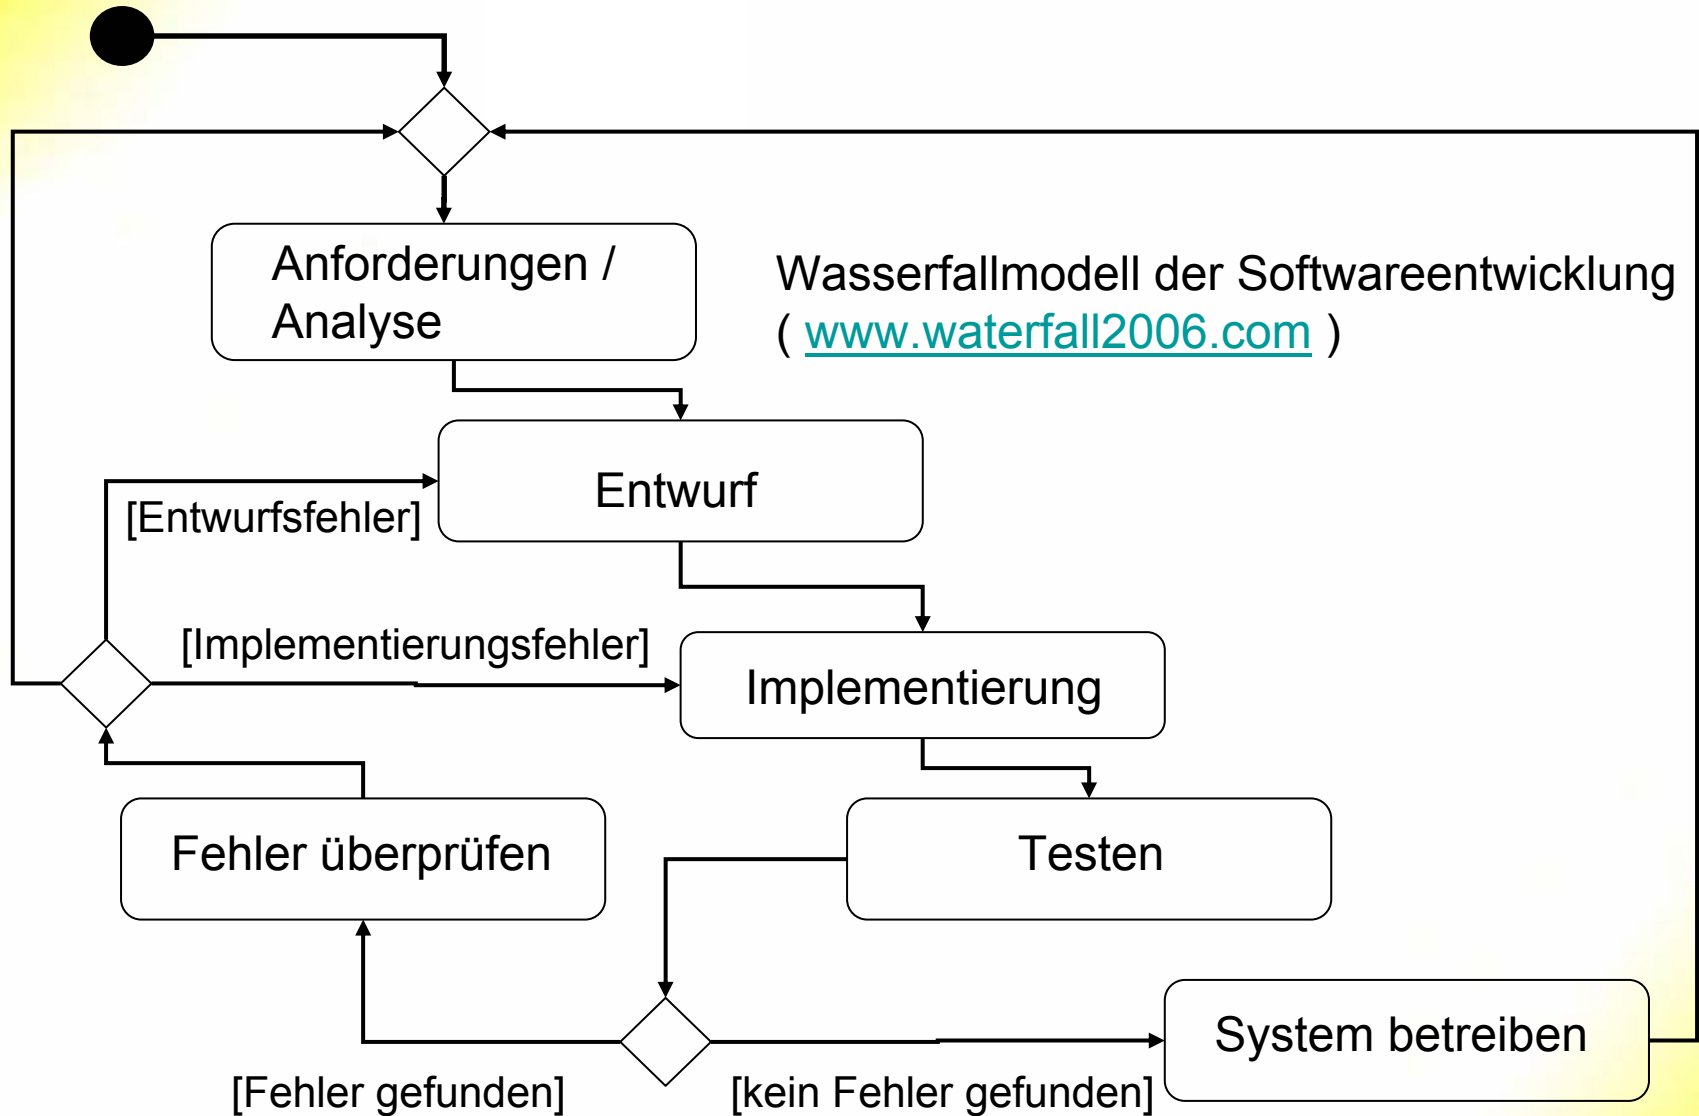 Anforderungen /
Analyse
Wasserfallmodell der Softwareentwicklung
( www.waterfall2006.com )
Entwurf
[Entwurfsfehler]
[Implementierungsfehler]
Implementierung
Fehler überprüfen
Testen
System betreiben
[Fehler gefunden]
[kein Fehler gefunden]